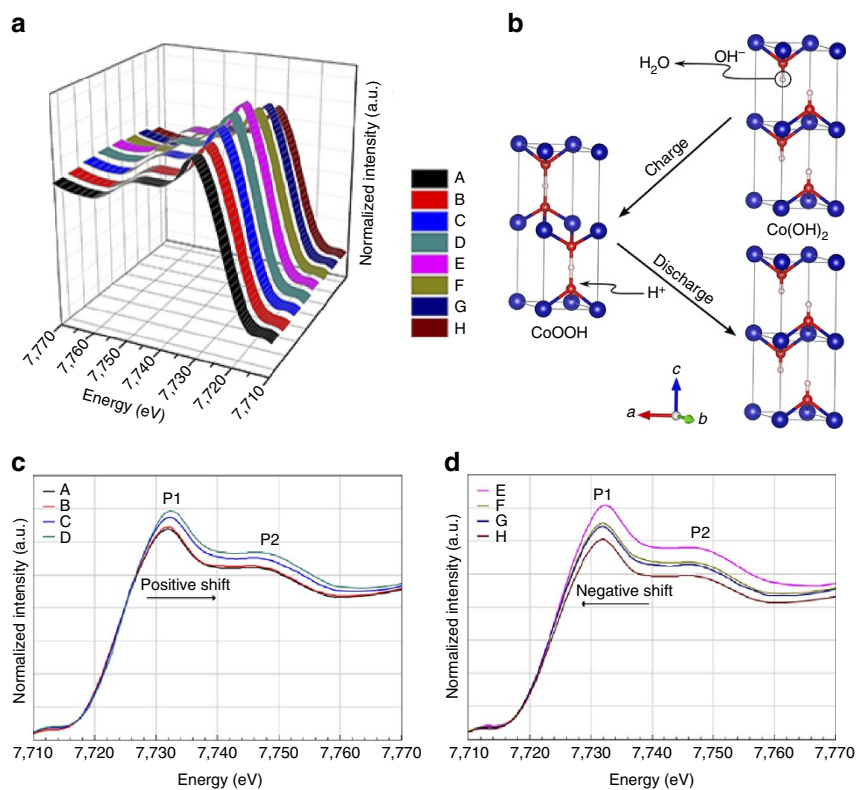 a
Normalized intensity (a.u.)
7,770
7,760
7,750
7,740
7,730
7,720
7,710
Energy (eV)
A
B
C
D
E
F
G
H
b
H₂O
OH⁻
Charge
Co(OH)₂
Discharge
H⁺
CoOOH
c
a
b
c
Normalized intensity (a.u.)
A
B
C
D
P1
P2
Positive shift
7,710 7,720 7,730 7,740 7,750 7,760 7,770
Energy (eV)
d
Normalized intensity (a.u.)
E
F
G
H
P1
P2
Negative shift
7,710 7,720 7,730 7,740 7,750 7,760 7,770
Energy (eV)